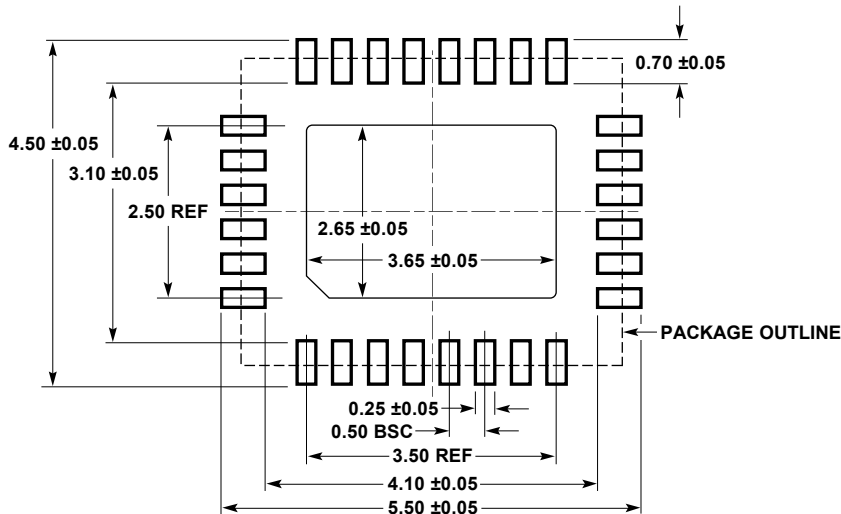 0.70 ±0.05
4.50 ±0.05
3.10 ±0.05
2.50 REF
2.65 ±0.05
3.65 ±0.05
PACKAGE OUTLINE
0.25 ±0.05
0.50 BSC
3.50 REF
4.10 ±0.05
5.50 ±0.05